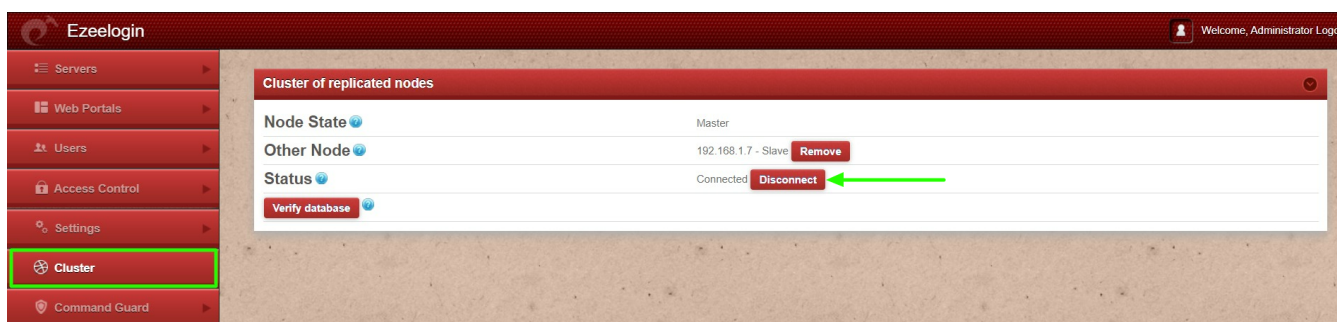 Ezeelogin
Welcome, Administrator Logo
Servers
Web Portals
Users
Access Control
Settings
Cluster
Command Guard
Cluster of replicated nodes
Node State
Master
Other Node
192.168.1.7 - Slave Remove
Status
Connected Disconnect
Verify database